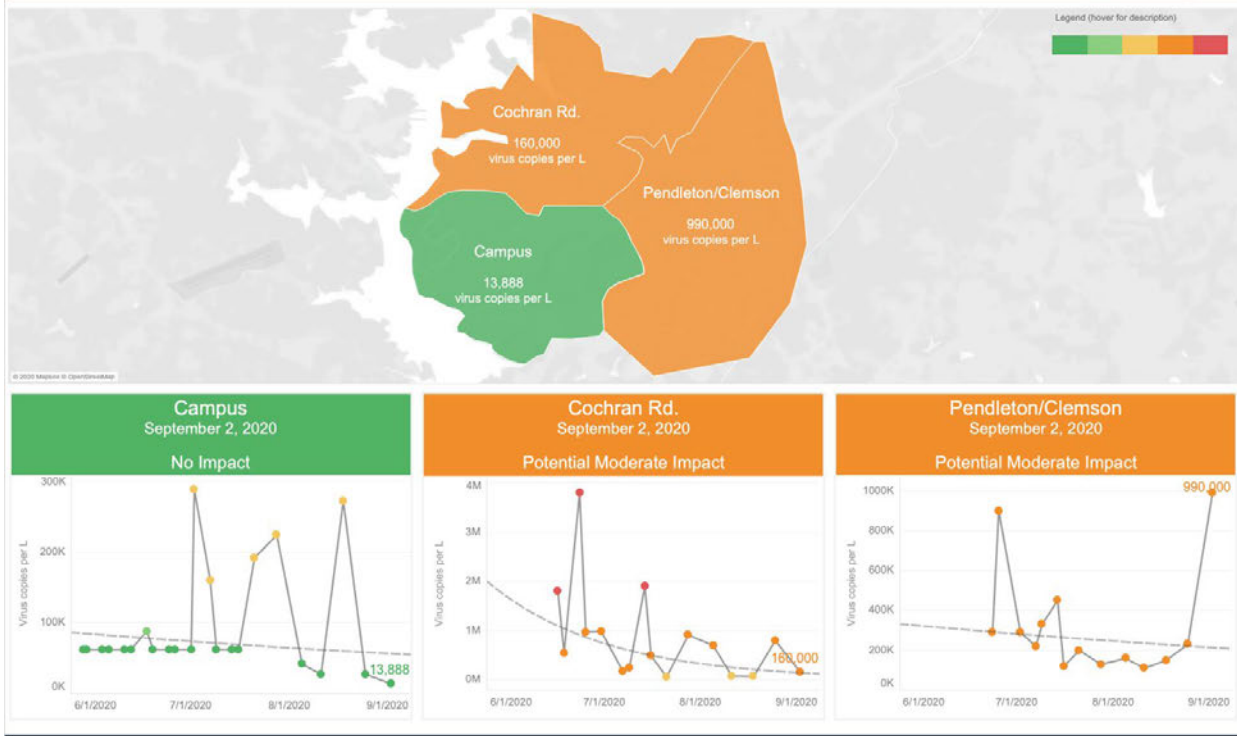 Legend (hover for description)
Cochran Rd.
160,000
virus copies per L
Pendleton/Clemson
990,000
virus copies per L
Campus
13,888
virus copies per L
© 2020 Mapbox © OpenStreetMap
Campus
September 2, 2020
No Impact
300K
200K
100K
0K
Virus copies per L
13,888
6/1/2020
7/1/2020
8/1/2020
9/1/2020
Cochran Rd.
September 2, 2020
Potential Moderate Impact
4M
3M
2M
1M
0M
Virus copies per L
160,000
6/1/2020
7/1/2020
8/1/2020
9/1/2020
Pendleton/Clemson
September 2, 2020
Potential Moderate Impact
1000K
800K
600K
400K
200K
0K
Virus copies per L
990,000
6/1/2020
7/1/2020
8/1/2020
9/1/2020